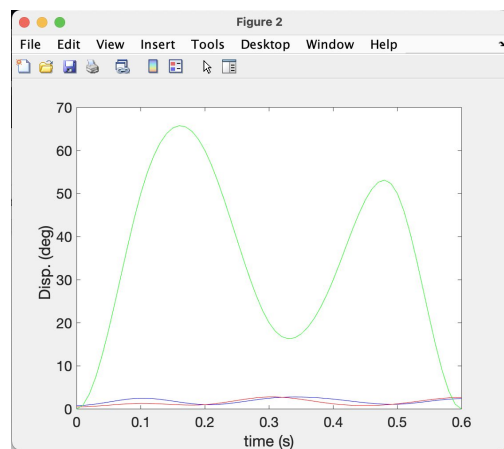 Figure 2
File Edit View Insert Tools Desktop Window Help
70
60
50
40
30
20
10
0
Disp. (deg)
0 0.1 0.2 0.3 0.4 0.5 0.6
time (s)